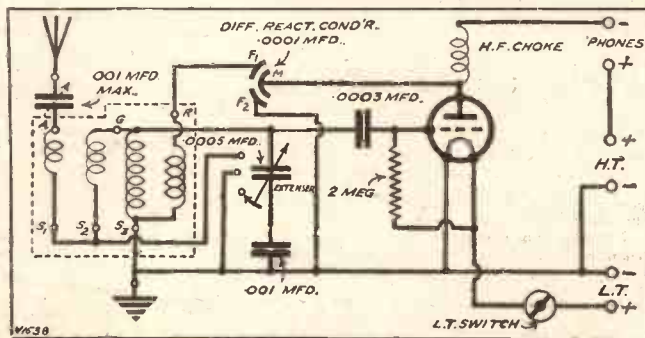 DIFF. REACT. COND'R.
.0001 MFD.
F1
M
F2
H.F. CHOKE
PHONES
-
+
.001 MFD.
MAX.
A
A
R
G
.0005 MFD.
.0003 MFD.
EXTENSER
2 MEG
+
H.T.
-
S1
S2
S3
.001 MFD.
-
L.T.
+
L.T. SWITCH
W1638